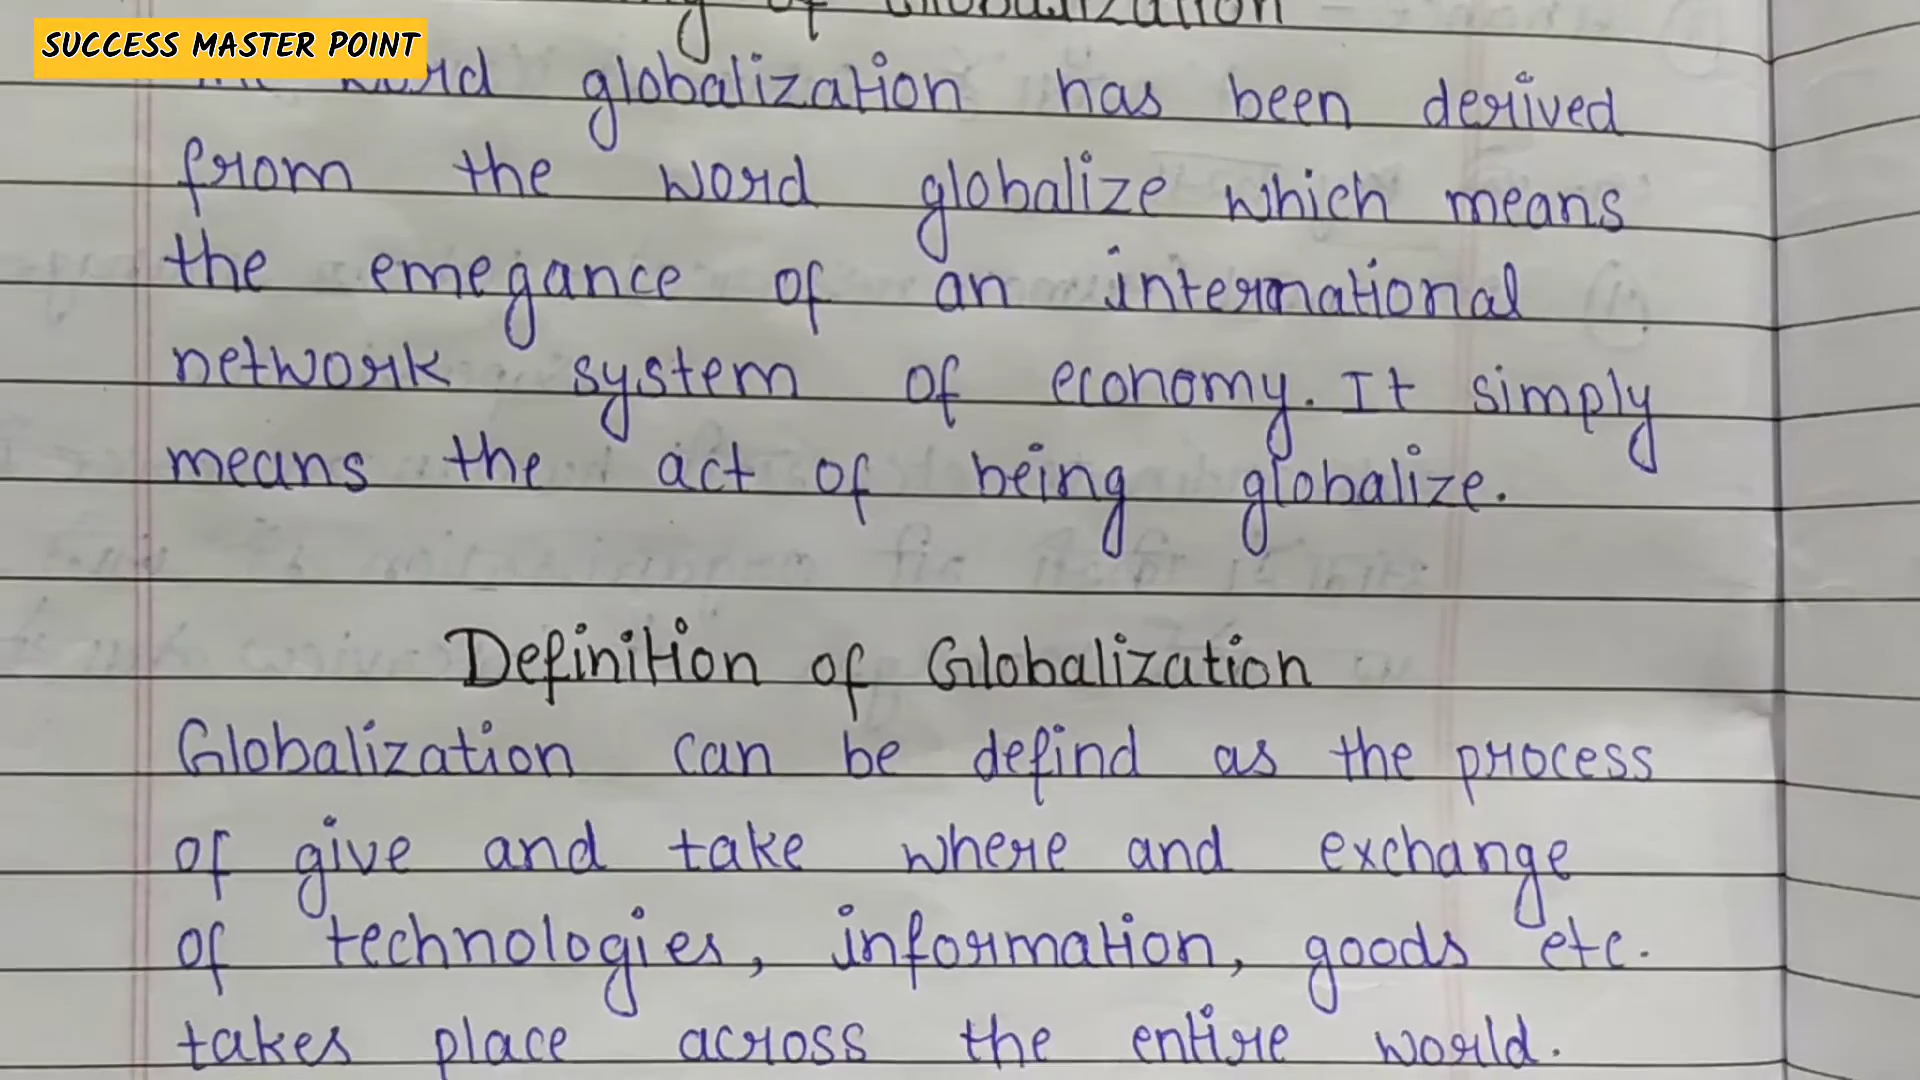 SUCCESS MASTER POINT
of Globalization
word globalization has been derived
from the word globalize which means
the emegance of an international
network system of economy. It simply
means the act of being globalize.
Definition of Globalization
Globalization can be defind as the process
of give and take where and exchange
of technologies, information, goods etc.
takes place across the entire world.